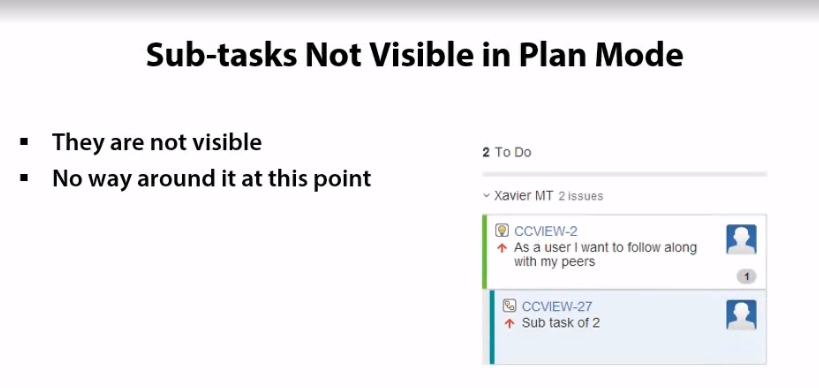 Sub-tasks Not Visible in Plan Mode
▪ They are not visible
▪ No way around it at this point
2 To Do
Xavier MT 2 issues
CCVIEW-2
As a user I want to follow along
with my peers
1
CCVIEW-27
Sub task of 2